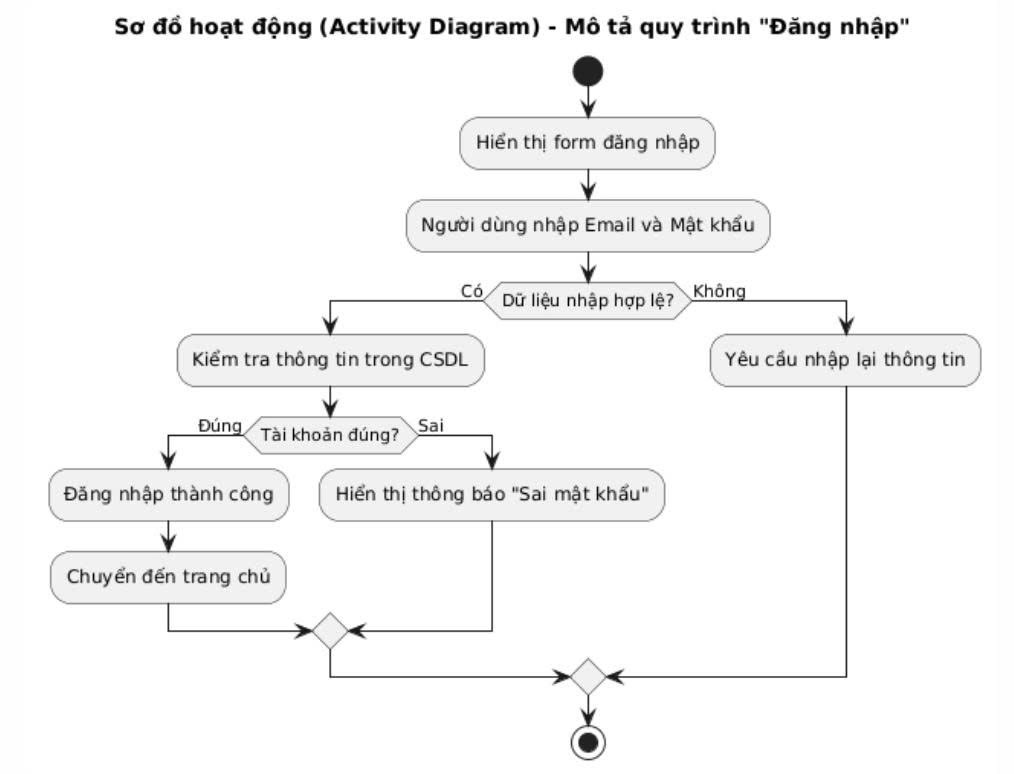 Sơ đồ hoạt động (Activity Diagram) - Mô tả quy trình "Đăng nhập"
Hiển thị form đăng nhập
Người dùng nhập Email và Mật khẩu
Có
Dữ liệu nhập hợp lệ?
Không
Kiểm tra thông tin trong CSDL
Yêu cầu nhập lại thông tin
Đúng
Tài khoản đúng?
Sai
Đăng nhập thành công
Hiển thị thông báo "Sai mật khẩu"
Chuyển đến trang chủ